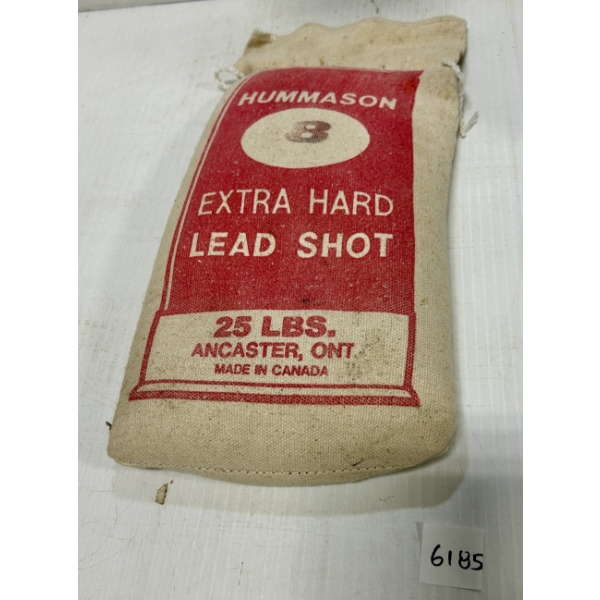 HUMMASON
8
EXTRA HARD
LEAD SHOT
25 LBS.
ANCASTER, ONT.
MADE IN CANADA
6185